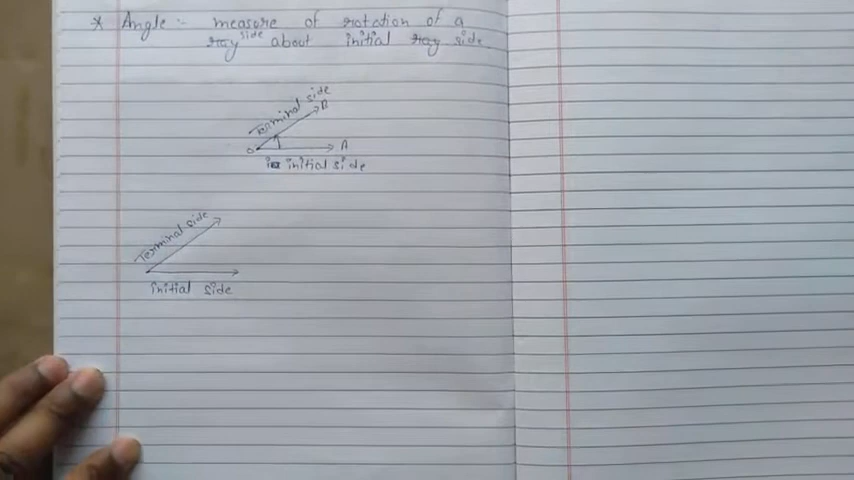 * Angle :- measure of rotation of a
ray side about initial ray side
Terminal side
B
O
A
initial side
Terminal side
initial side